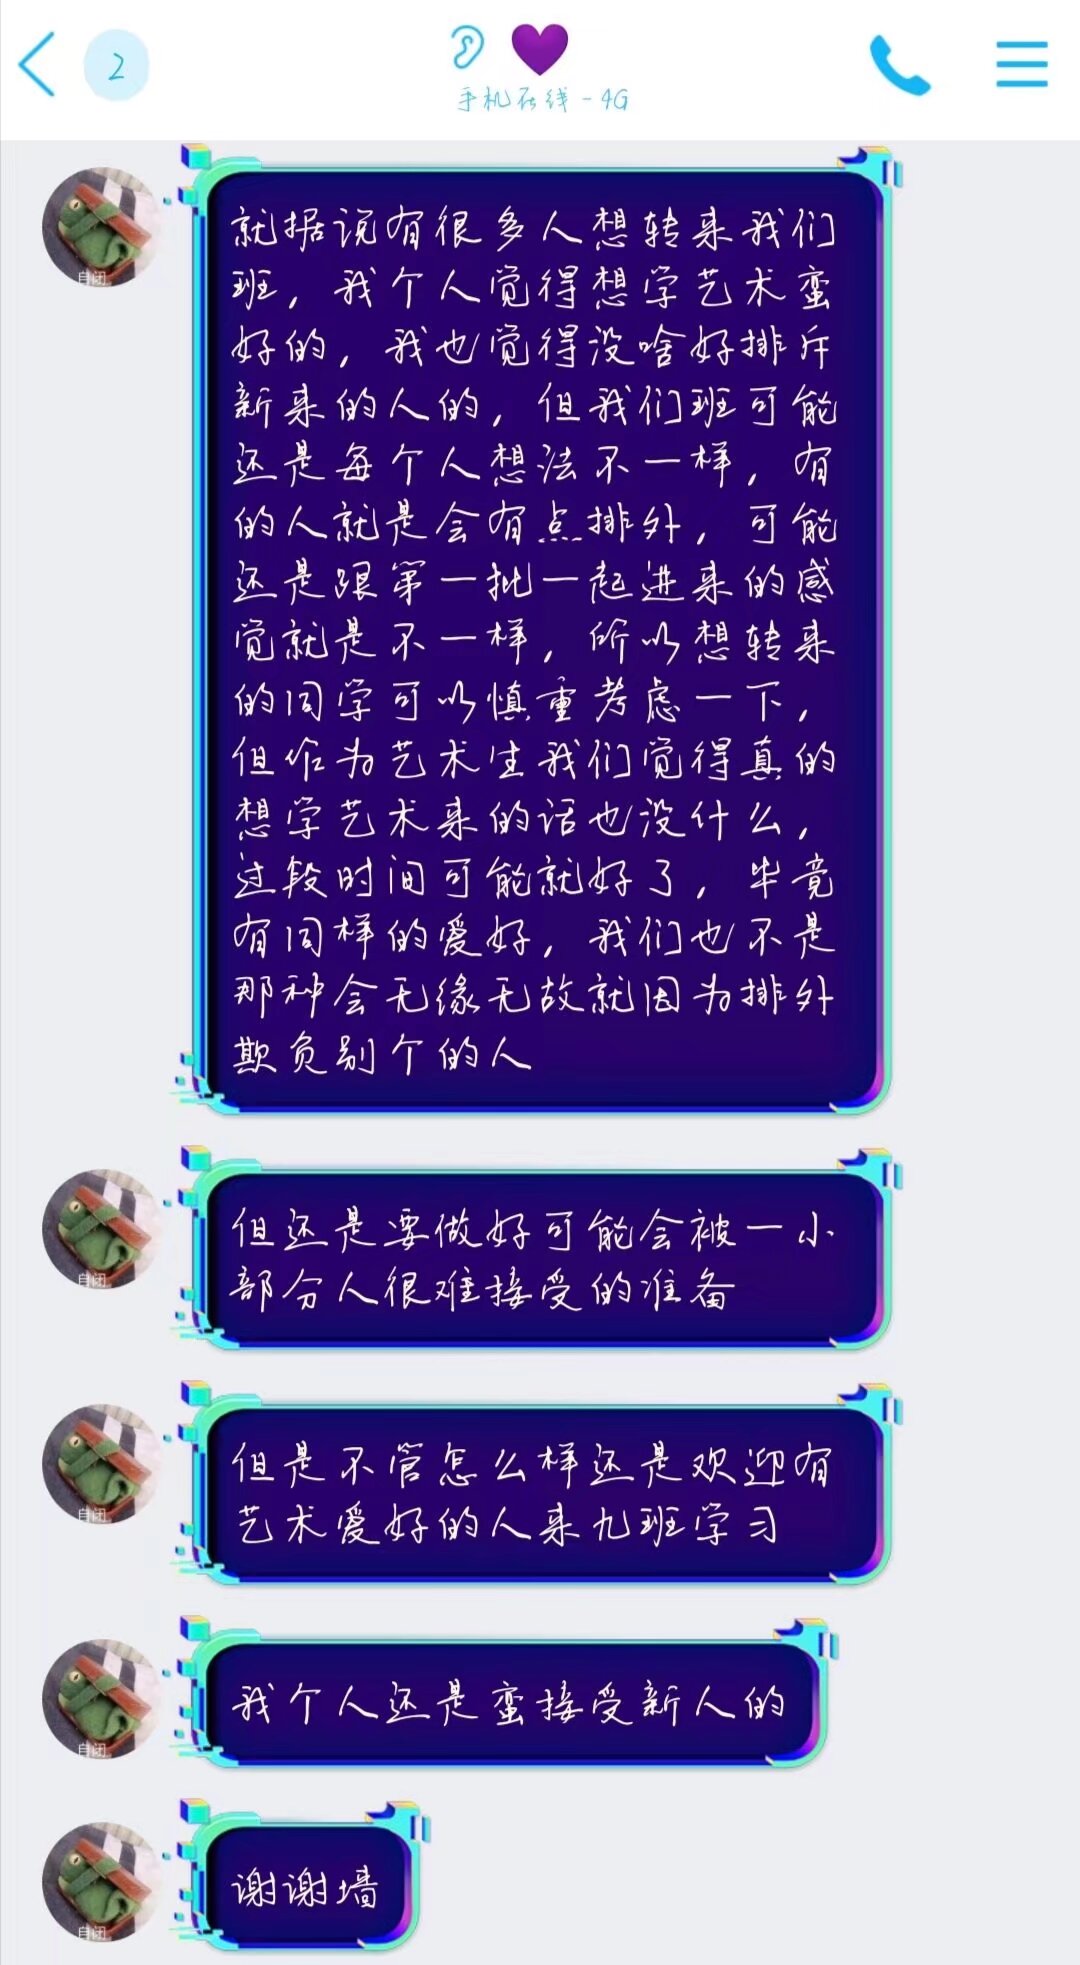 2
手机在线 - 4G
就据说有很多人想转来我们
班，我个人觉得想学艺术蛮
好的，我也觉得没啥好排斥
新来的人的，但我们班可能
还是每个人想法不一样，有
的人就是会有点排外，可能
还是跟第一批一起进来的感
觉就是不一样，所以想转来
的同学可以慎重考虑一下，
但作为艺术生我们觉得真的
想学艺术来的话也没什么，
过段时间可能就好了，毕竟
有同样的爱好，我们也不是
那种会无缘无故就因为排外
欺负别个的人
自闭
但还是要做好可能会被一小
部分人很难接受的准备
自闭
但是不管怎么样还是欢迎有
艺术爱好的人来九班学习
自闭
我个人还是蛮接受新人的
自闭
谢谢墙
自闭